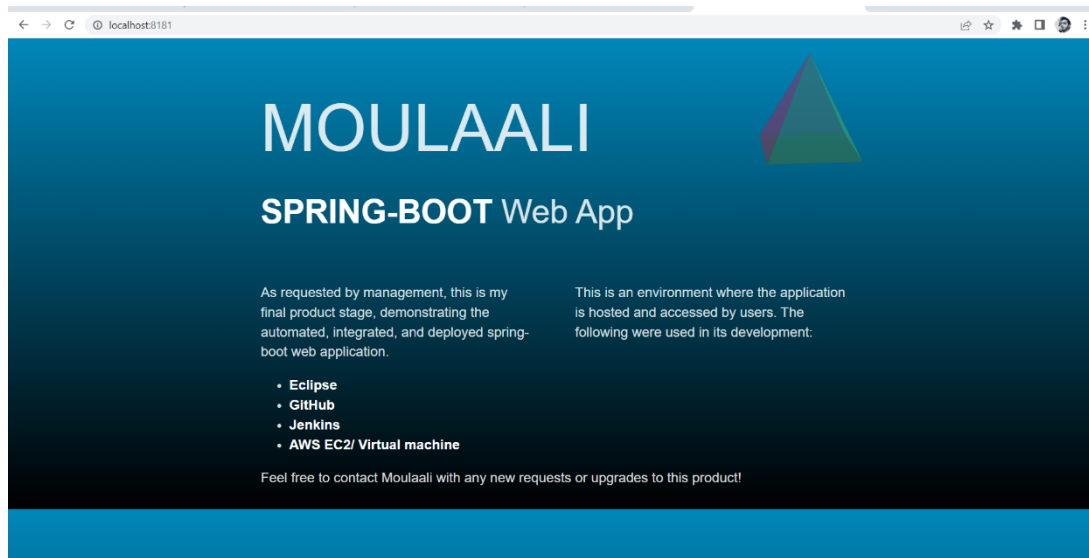 localhost:8181
MOULAALI
SPRING-BOOT Web App
As requested by management, this is my
final product stage, demonstrating the
automated, integrated, and deployed spring-
boot web application.
This is an environment where the application
is hosted and accessed by users. The
following were used in its development:
• Eclipse
• GitHub
• Jenkins
• AWS EC2/ Virtual machine
Feel free to contact Moulaali with any new requests or upgrades to this product!